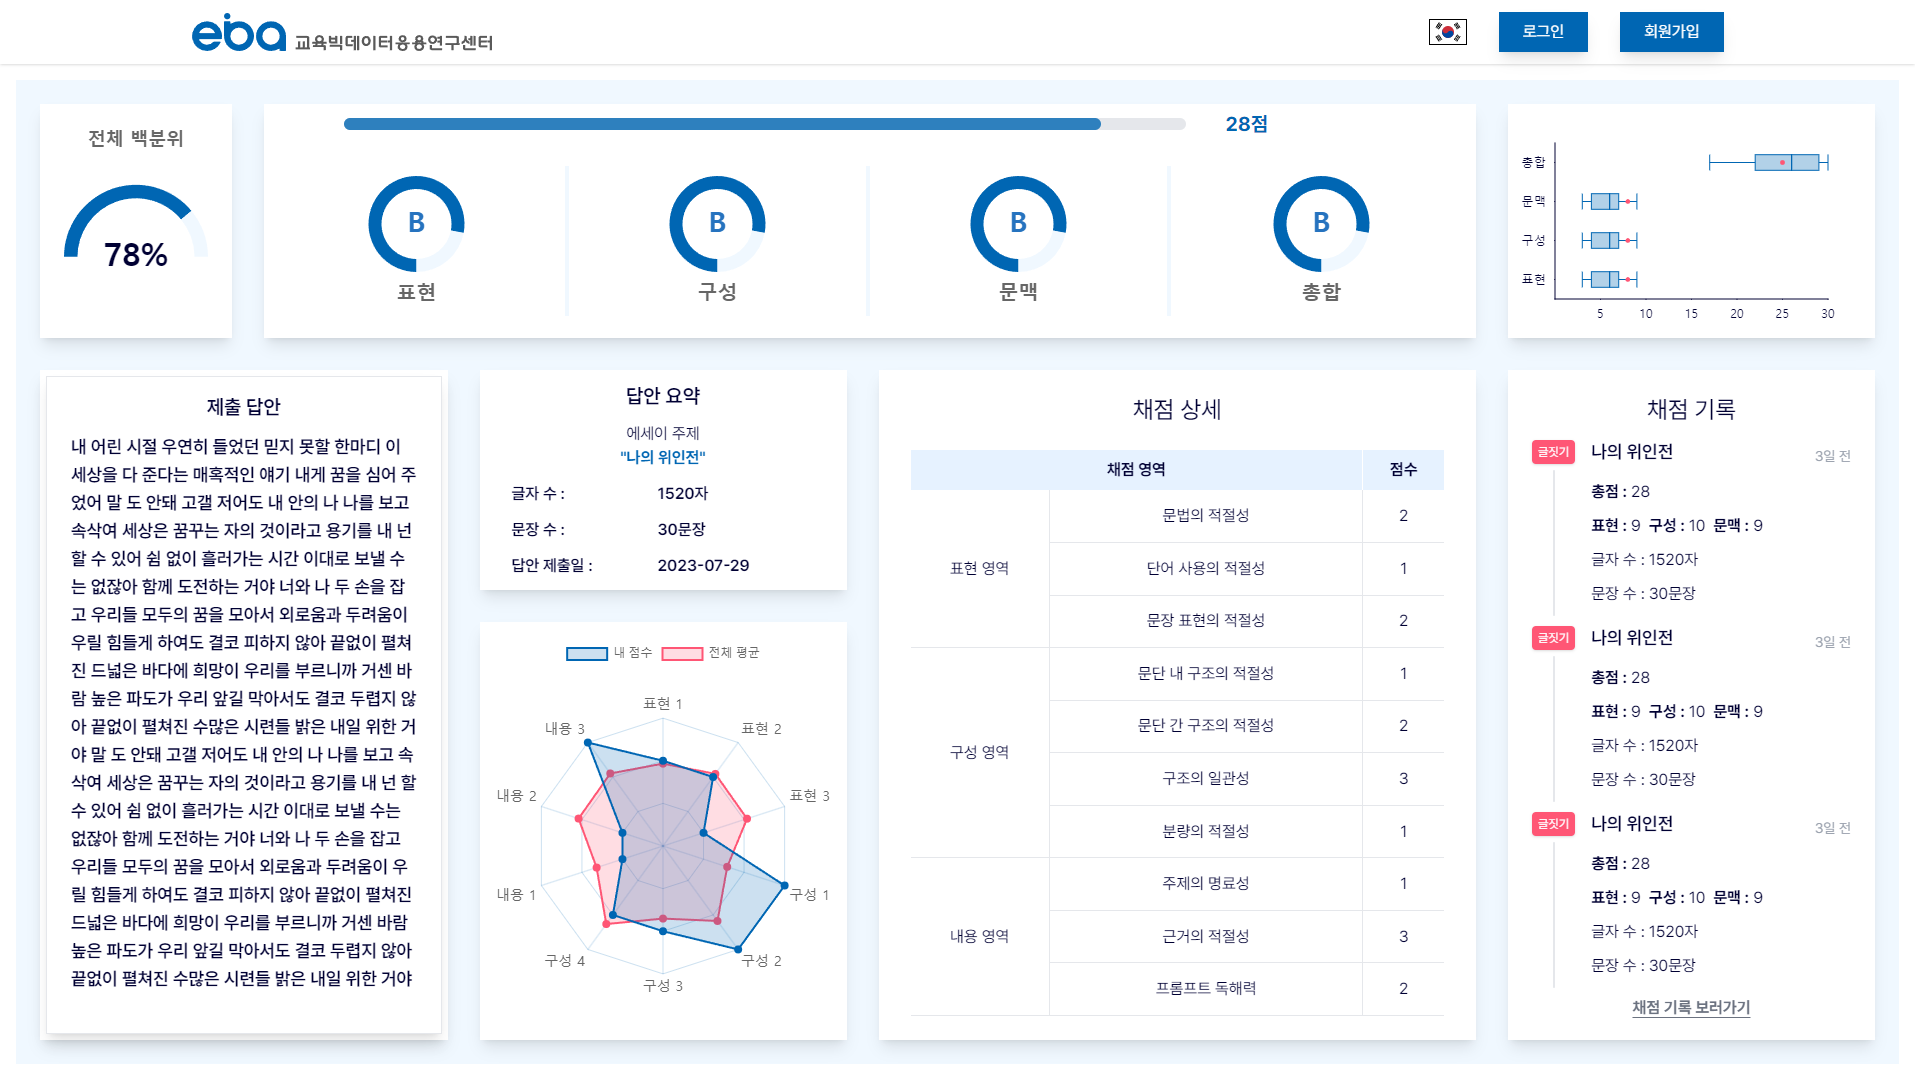 eba 교육빅데이터응용연구센터
로그인
회원가입
전체 백분위
78%
28점
B
표현
B
구성
B
문맥
B
총합
총합
문맥
구성
표현
5 10 15 20 25 30
제출 답안
내 어린 시절 우연히 들었던 믿지 못할 한마디 이
세상을 다 준다는 매혹적인 얘기 내게 꿈을 심어 주
었어 말 도 안돼 고갤 저어도 내 안의 나 나를 보고
속삭여 세상은 꿈꾸는 자의 것이라고 용기를 내 넌
할 수 있어 쉼 없이 흘러가는 시간 이대로 보낼 수
는 없잖아 함께 도전하는 거야 너와 나 두 손을 잡
고 우리들 모두의 꿈을 모아서 외로움과 두려움이
우릴 힘들게 하여도 결코 피하지 않아 끝없이 펼쳐
진 드넓은 바다에 희망이 우리를 부르니까 거센 바
람 높은 파도가 우리 앞길 막아서도 결코 두렵지 않
아 끝없이 펼쳐진 수많은 시련들 밝은 내일 위한 거
야 말 도 안돼 고갤 저어도 내 안의 나 나를 보고 속
삭여 세상은 꿈꾸는 자의 것이라고 용기를 내 넌 할
수 있어 쉼 없이 흘러가는 시간 이대로 보낼 수는
없잖아 함께 도전하는 거야 너와 나 두 손을 잡고
우리들 모두의 꿈을 모아서 외로움과 두려움이 우
릴 힘들게 하여도 결코 피하지 않아 끝없이 펼쳐진
드넓은 바다에 희망이 우리를 부르니까 거센 바람
높은 파도가 우리 앞길 막아서도 결코 두렵지 않아
끝없이 펼쳐진 수많은 시련들 밝은 내일 위한 거야
답안 요약
에세이 주제
"나의 위인전"
글자 수 : 1520자
문장 수 : 30문장
답안 제출일 : 2023-07-29
내 점수 전체 평균
표현 1
표현 2
표현 3
구성 1
구성 2
구성 3
구성 4
내용 1
내용 2
내용 3
채점 상세
채점 영역 점수
표현 영역
문법의 적절성 2
단어 사용의 적절성 1
문장 표현의 적절성 2
구성 영역
문단 내 구조의 적절성 1
문단 간 구조의 적절성 2
구조의 일관성 3
분량의 적절성 1
내용 영역
주제의 명료성 1
근거의 적절성 3
프롬프트 독해력 2
채점 기록
글짓기 나의 위인전 3일 전
총점 : 28
표현 : 9 구성 : 10 문맥 : 9
글자 수 : 1520자
문장 수 : 30문장
글짓기 나의 위인전 3일 전
총점 : 28
표현 : 9 구성 : 10 문맥 : 9
글자 수 : 1520자
문장 수 : 30문장
글짓기 나의 위인전 3일 전
총점 : 28
표현 : 9 구성 : 10 문맥 : 9
글자 수 : 1520자
문장 수 : 30문장
채점 기록 보러가기